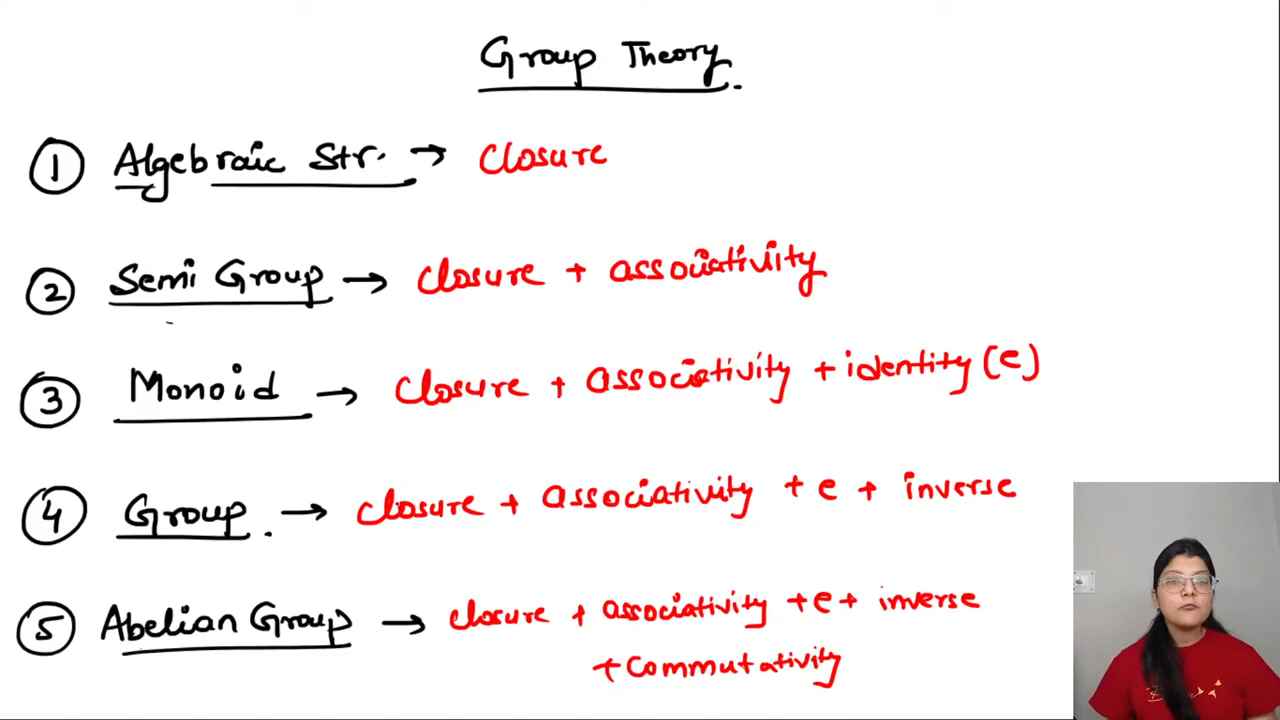 Group Theory.
① Algebraic Str. → closure
② Semi Group → closure + associativity
③ Monoid → closure + associativity + identity (e)
④ Group. → closure + associativity + e + inverse
⑤ Abelian Group → closure + associativity + e + inverse
+ Commutativity